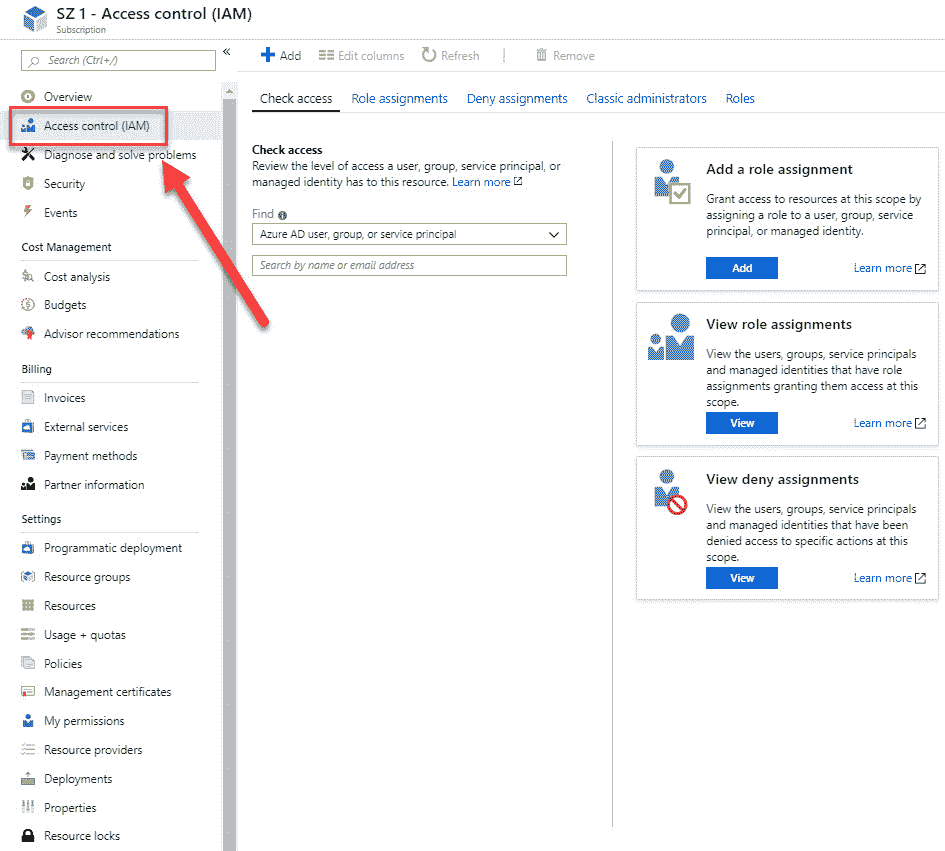 SZ 1 - Access control (IAM)
Subscription
Search (Ctrl+/)
«
Overview
Access control (IAM)
Diagnose and solve problems
Security
Events
Cost Management
Cost analysis
Budgets
Advisor recommendations
Billing
Invoices
External services
Payment methods
Partner information
Settings
Programmatic deployment
Resource groups
Resources
Usage + quotas
Policies
Management certificates
My permissions
Resource providers
Deployments
Properties
Resource locks
Add Edit columns Refresh Remove
Check access Role assignments Deny assignments Classic administrators Roles
Check access
Review the level of access a user, group, service principal, or
managed identity has to this resource. Learn more
Find
Azure AD user, group, or service principal
Search by name or email address
Add a role assignment
Grant access to resources at this scope by
assigning a role to a user, group, service
principal, or managed identity.
Add Learn more
View role assignments
View the users, groups, service principals
and managed identities that have role
assignments granting them access at this
scope.
View Learn more
View deny assignments
View the users, groups, service principals
and managed identities that have been
denied access to specific actions at this
scope.
View Learn more